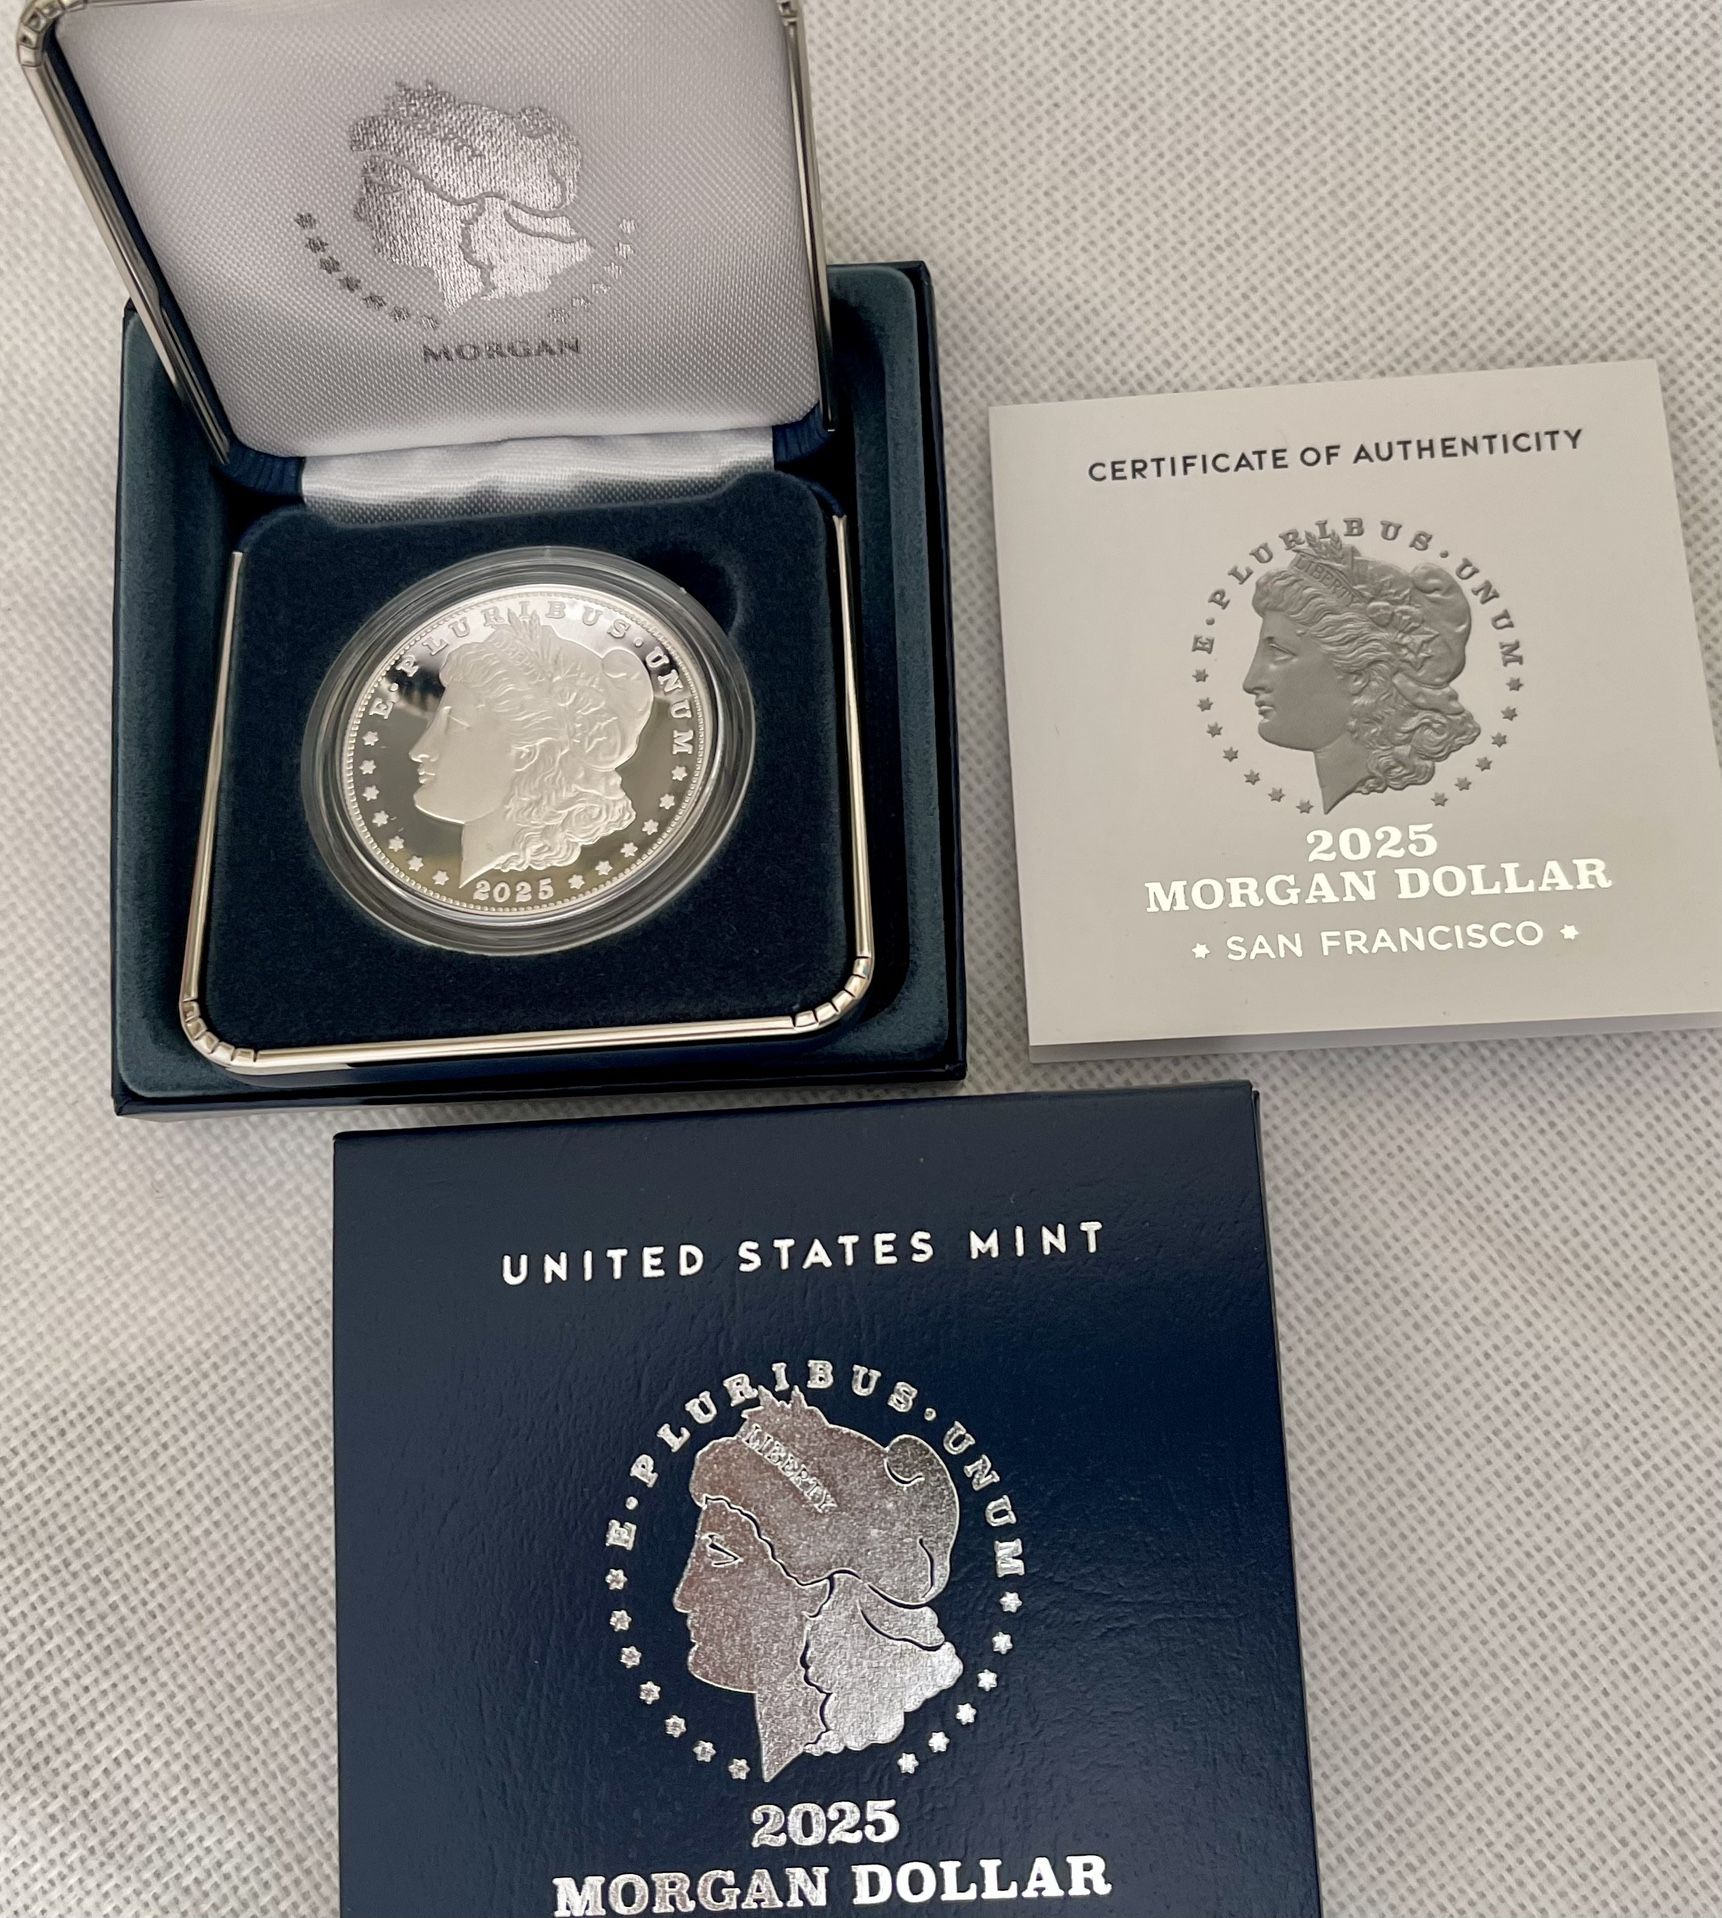 MORGAN
E · PLURIBUS · UNUM
2025
CERTIFICATE OF AUTHENTICITY
E · PLURIBUS · UNUM
LIBERTY
2025
MORGAN DOLLAR
★ SAN FRANCISCO ★
UNITED STATES MINT
E · PLURIBUS · UNUM
LIBERTY
2025
MORGAN DOLLAR